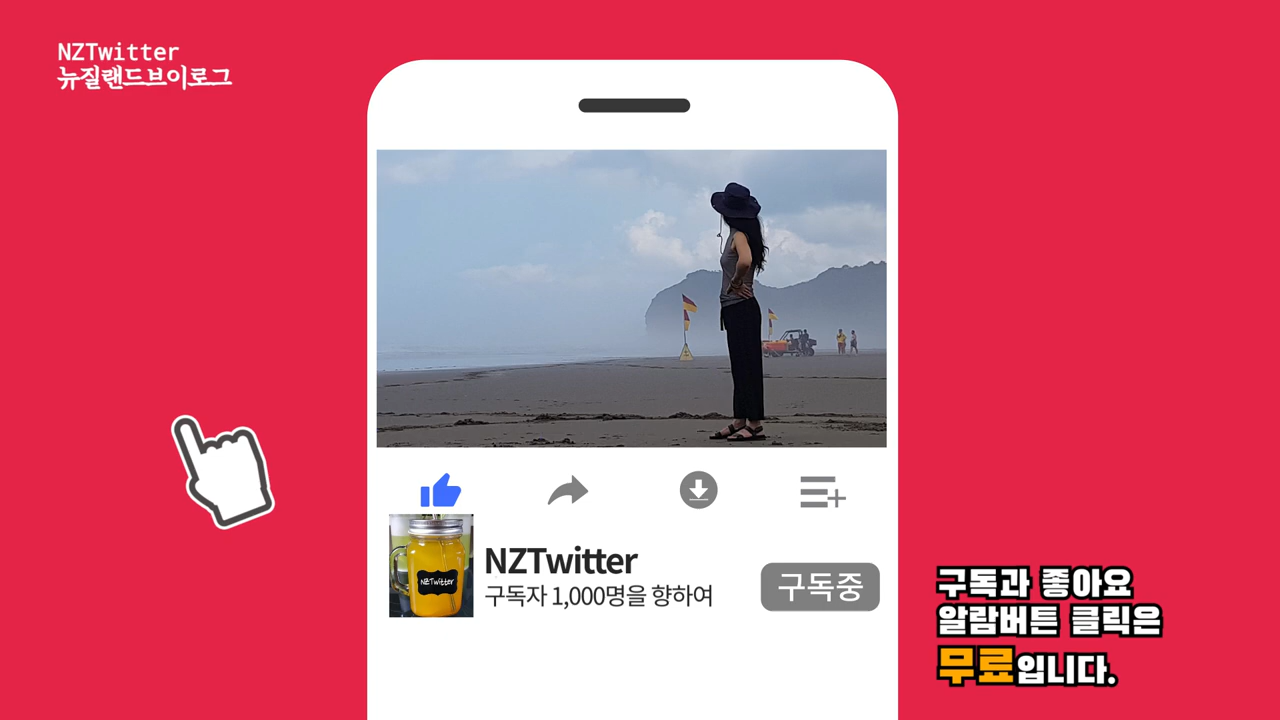 NZTwitter
뉴질랜드브이로그
NZTwitter
NZTwitter
구독자 1,000명을 향하여
구독중
구독과 좋아요
알람버튼 클릭은
무료입니다.